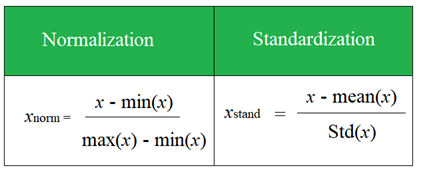 Normalization
x - min(x)
xnorm =
max(x) - min(x)
Standardization
x - mean(x)
xstand =
Std(x)